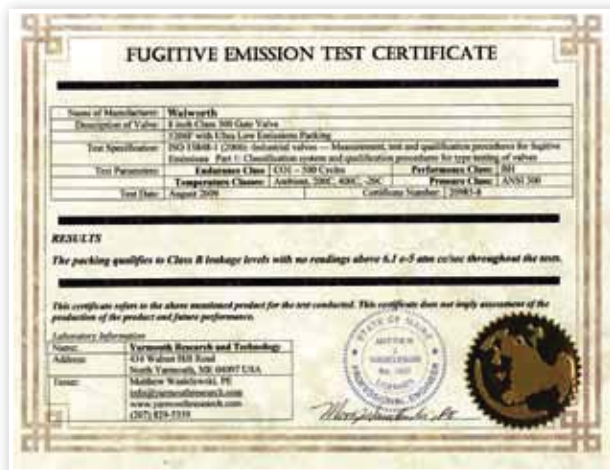 FUGITIVE EMISSION TEST CERTIFICATE
Name of Manufacturer: Walworth
Description of Valve: 8 inch Class 300 Gate Valve
with Ultra Low Emissions Packing
Test Specification: ISO 15848-1 (2006) Industrial valves — Measurement, test and qualification procedures for fugitive
Emissions Part 1: Classification system and qualification procedures for type testing of valves
Test Parameters: Endurance Class CO1 – 500 Cycles Performance Class: BH
Temperature Classes: Ambient, 200C, 400C, -29C Pressure Class: ANSI 300
Test Date: August 2009 Certificate Number:
RESULTS
The packing qualifies to Class B leakage levels with no readings above 6.1 e-5 atm cc/sec throughout the tests.
This certificate refers to the above mentioned product for the test conducted. This certificate does not imply assessment of the
production of the product and future performance.
Laboratory Information
Name: Yarmouth Research and Technology
Address: 434 Walnut Hill Road
North Yarmouth, ME 04097 USA
Matthew Wasielewski, PE
info@yarmouthresearch.com
www.yarmouthresearch.com
(207) 829-5359
STATE OF MAINE
MATTHEW
PROFESSIONAL ENGINEER